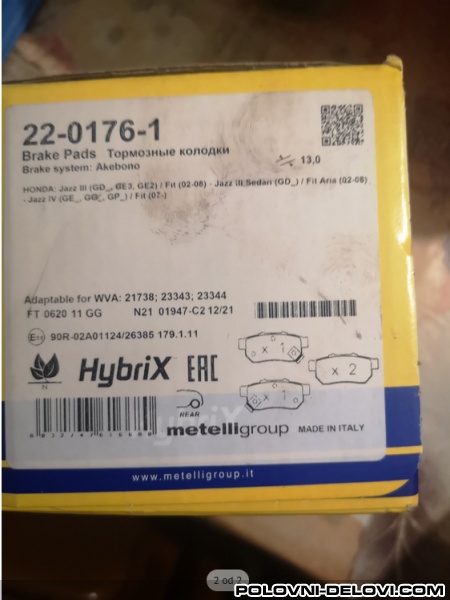 22-0176-1
Brake Pads Тормозные колодки
Brake system: Akebono
13,0
HONDA: Jazz III (GD_, GE3, GE2) / Fit (02-08) - Jazz III Sedan (GD_) / Fit Aria (02-08)
- Jazz IV (GE_, GG_, GP_) / Fit (07-)
Adaptable for WVA: 21738; 23343; 23344
FT 0620 11 GG N21 01947-C2 12/21
E11 90R-02A01124/26385 179.1.11
x 1
x 2
x 1
N
HybriX EAC
REAR
metelligroup MADE IN ITALY
www.metelligroup.it
2 od 2
POLOVNI-DELOVI.COM